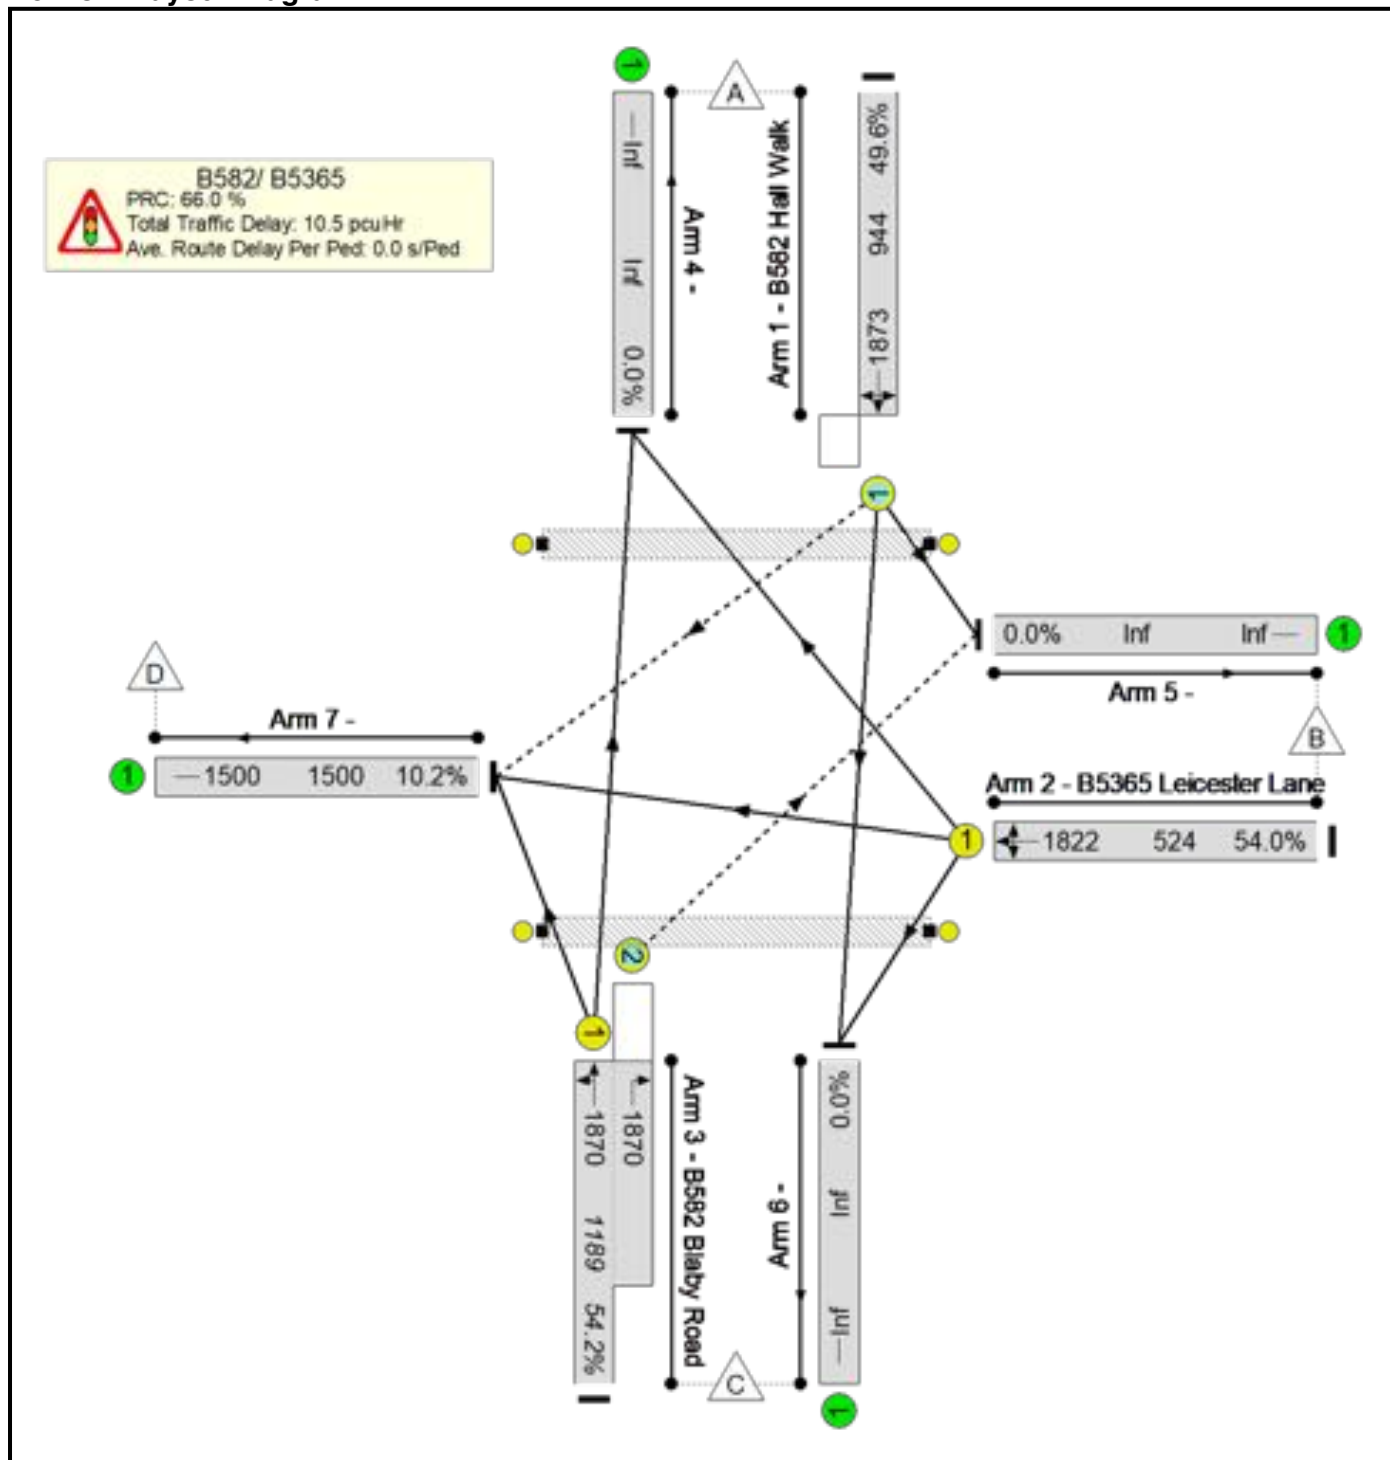 B582/ B5365
PRC: 66.0 %
Total Traffic Delay: 10.5 pcuHr
Ave. Route Delay Per Ped: 0.0 s/Ped
1
Inf Inf 0.0%
Arm 4 -
A
Arm 1 - B582 Hall Walk
1873 944 49.6%
1
0.0% Inf Inf
1
Arm 5 -
B
D
Arm 7 -
1
1500 1500 10.2%
Arm 2 - B5365 Leicester Lane
1
1822 524 54.0%
2
1
1870 1189 54.2%
1870
Arm 3 - B582 Blaby Road
C
Arm 6 -
0.0% Inf Inf
1